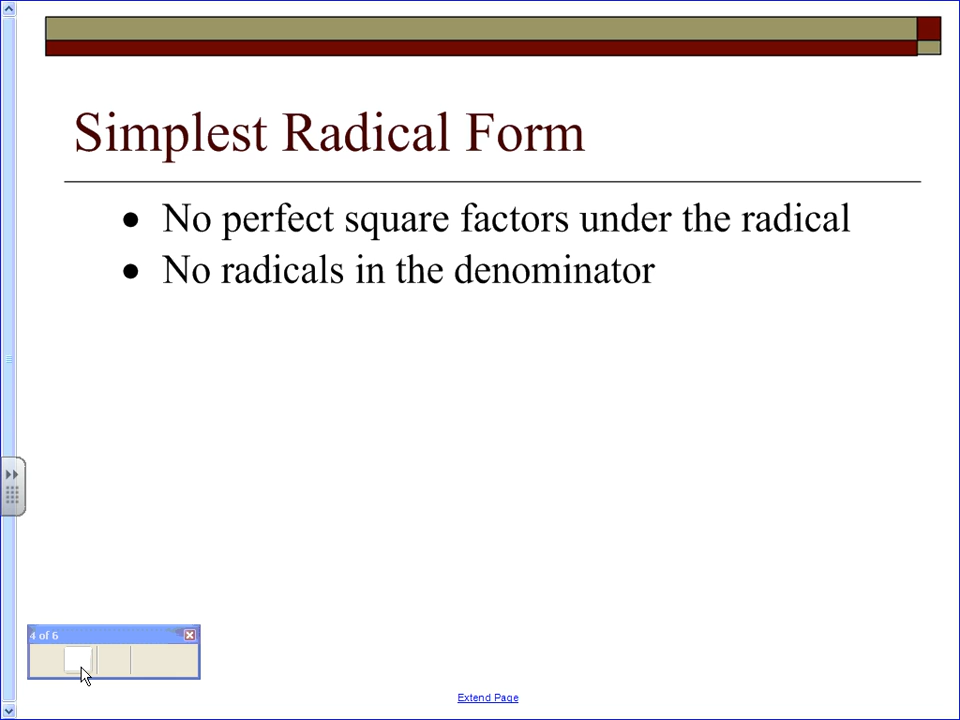 Simplest Radical Form
• No perfect square factors under the radical
• No radicals in the denominator
4 of 6
Extend Page